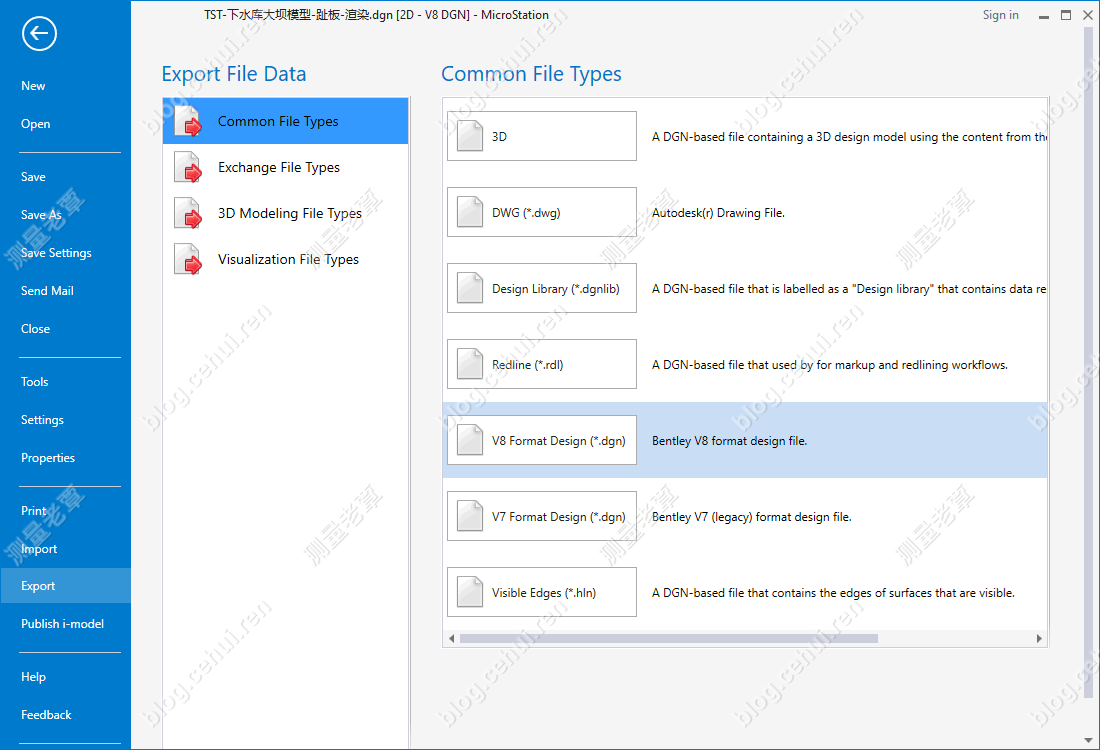 TST-下水库大坝模型-趾板-渲染.dgn [2D - V8 DGN] - MicroStation
Sign in
New
Open
Save
Save As
Save Settings
Send Mail
Close
Tools
Settings
Properties
Print
Import
Export
Publish i-model
Help
Feedback
Export File Data
Common File Types
Exchange File Types
3D Modeling File Types
Visualization File Types
Common File Types
3D
A DGN-based file containing a 3D design model using the content from the
DWG (*.dwg)
Autodesk(r) Drawing File.
Design Library (*.dgnlib)
A DGN-based file that is labelled as a "Design library" that contains data re
Redline (*.rdl)
A DGN-based file that used by for markup and redlining workflows.
V8 Format Design (*.dgn)
Bentley V8 format design file.
V7 Format Design (*.dgn)
Bentley V7 (legacy) format design file.
Visible Edges (*.hln)
A DGN-based file that contains the edges of surfaces that are visible.
测量老覃
blog.cehui.ren